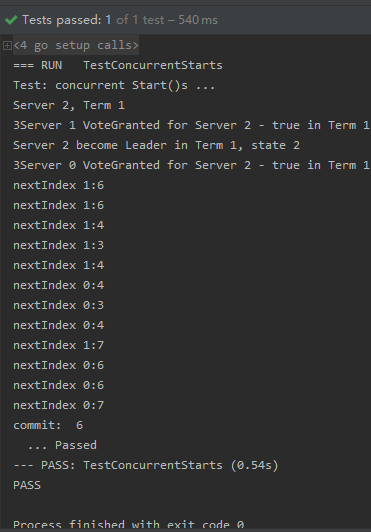 Tests passed: 1 of 1 test – 540 ms
<4 go setup calls>
=== RUN   TestConcurrentStarts
Test: concurrent Start()s ...
Server 2, Term 1
3Server 1 VoteGranted for Server 2 - true in Term 1
Server 2 become Leader in Term 1, state 2
3Server 0 VoteGranted for Server 2 - true in Term 1
nextIndex 1:6
nextIndex 1:6
nextIndex 1:4
nextIndex 1:3
nextIndex 1:4
nextIndex 0:4
nextIndex 0:3
nextIndex 0:4
nextIndex 1:7
nextIndex 0:6
nextIndex 0:6
nextIndex 0:7
commit:  6
  ... Passed
--- PASS: TestConcurrentStarts (0.54s)
PASS
Process finished with exit code 0